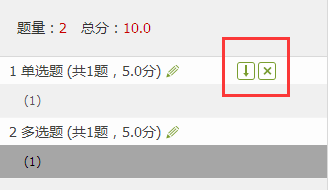 题量：2 总分：10.0
1 单选题 (共1题，5.0分)
(1)
2 多选题 (共1题，5.0分)
(1)